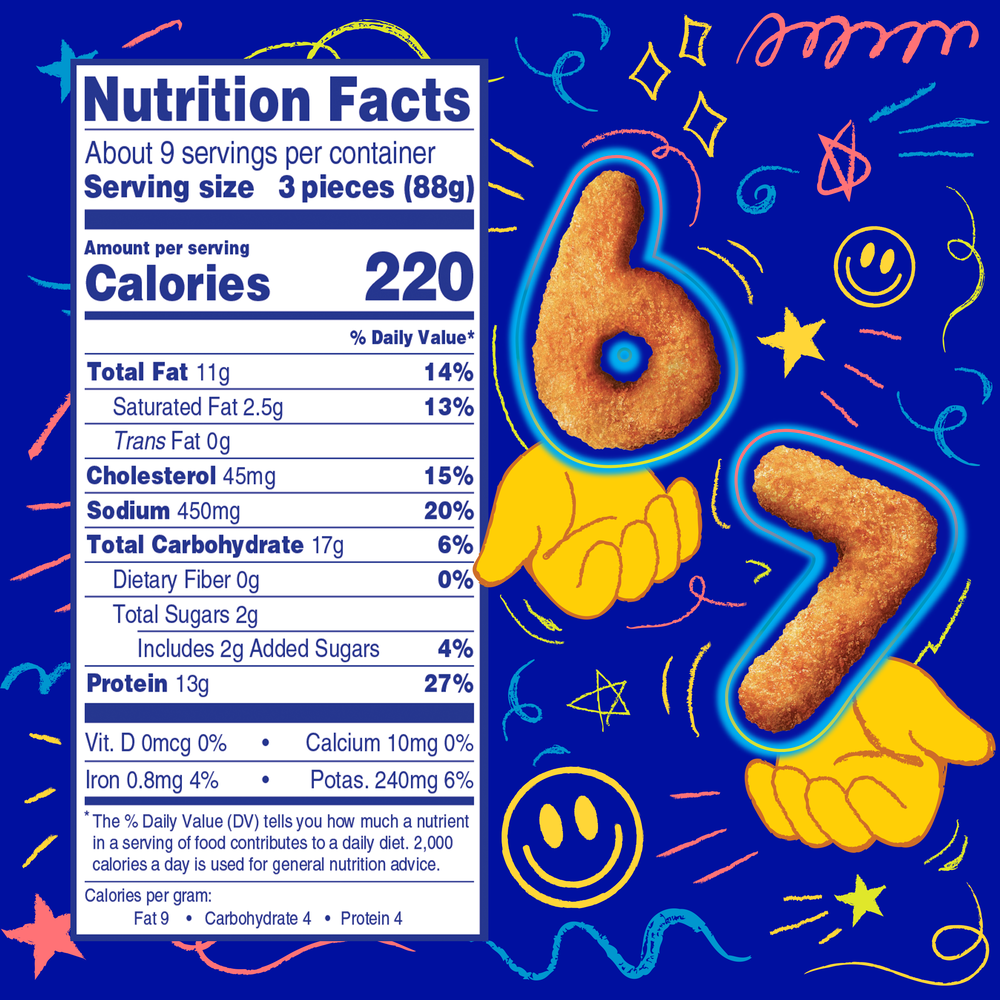 Nutrition Facts
About 9 servings per container
Serving size 3 pieces (88g)
Amount per serving
Calories 220
% Daily Value*
Total Fat 11g 14%
Saturated Fat 2.5g 13%
Trans Fat 0g
Cholesterol 45mg 15%
Sodium 450mg 20%
Total Carbohydrate 17g 6%
Dietary Fiber 0g 0%
Total Sugars 2g
Includes 2g Added Sugars 4%
Protein 13g 27%
Vit. D 0mcg 0% • Calcium 10mg 0%
Iron 0.8mg 4% • Potas. 240mg 6%
* The % Daily Value (DV) tells you how much a nutrient
in a serving of food contributes to a daily diet. 2,000
calories a day is used for general nutrition advice.
Calories per gram:
Fat 9 • Carbohydrate 4 • Protein 4
6
7